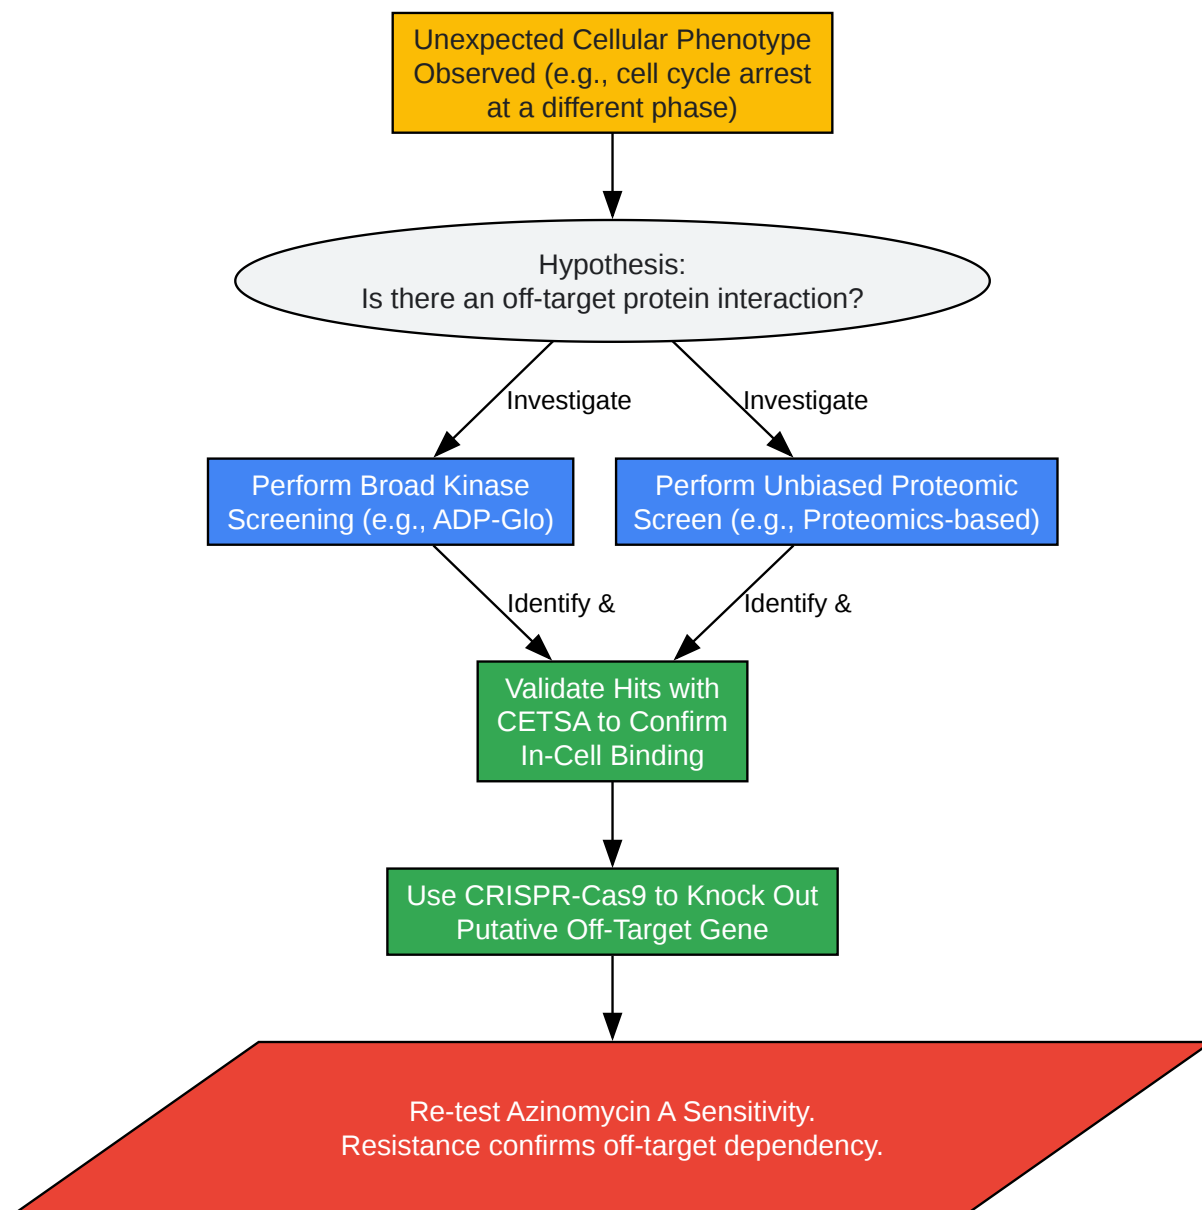 Unexpected Cellular Phenotype
Observed (e.g., cell cycle arrest
at a different phase)
Hypothesis:
Is there an off-target protein interaction?
Investigate
Investigate
Perform Broad Kinase
Screening (e.g., ADP-Glo)
Perform Unbiased Proteomic
Screen (e.g., Proteomics-based)
Identify &
Identify &
Validate Hits with
CETSA to Confirm
In-Cell Binding
Use CRISPR-Cas9 to Knock Out
Putative Off-Target Gene
Re-test Azinomycin A Sensitivity.
Resistance confirms off-target dependency.